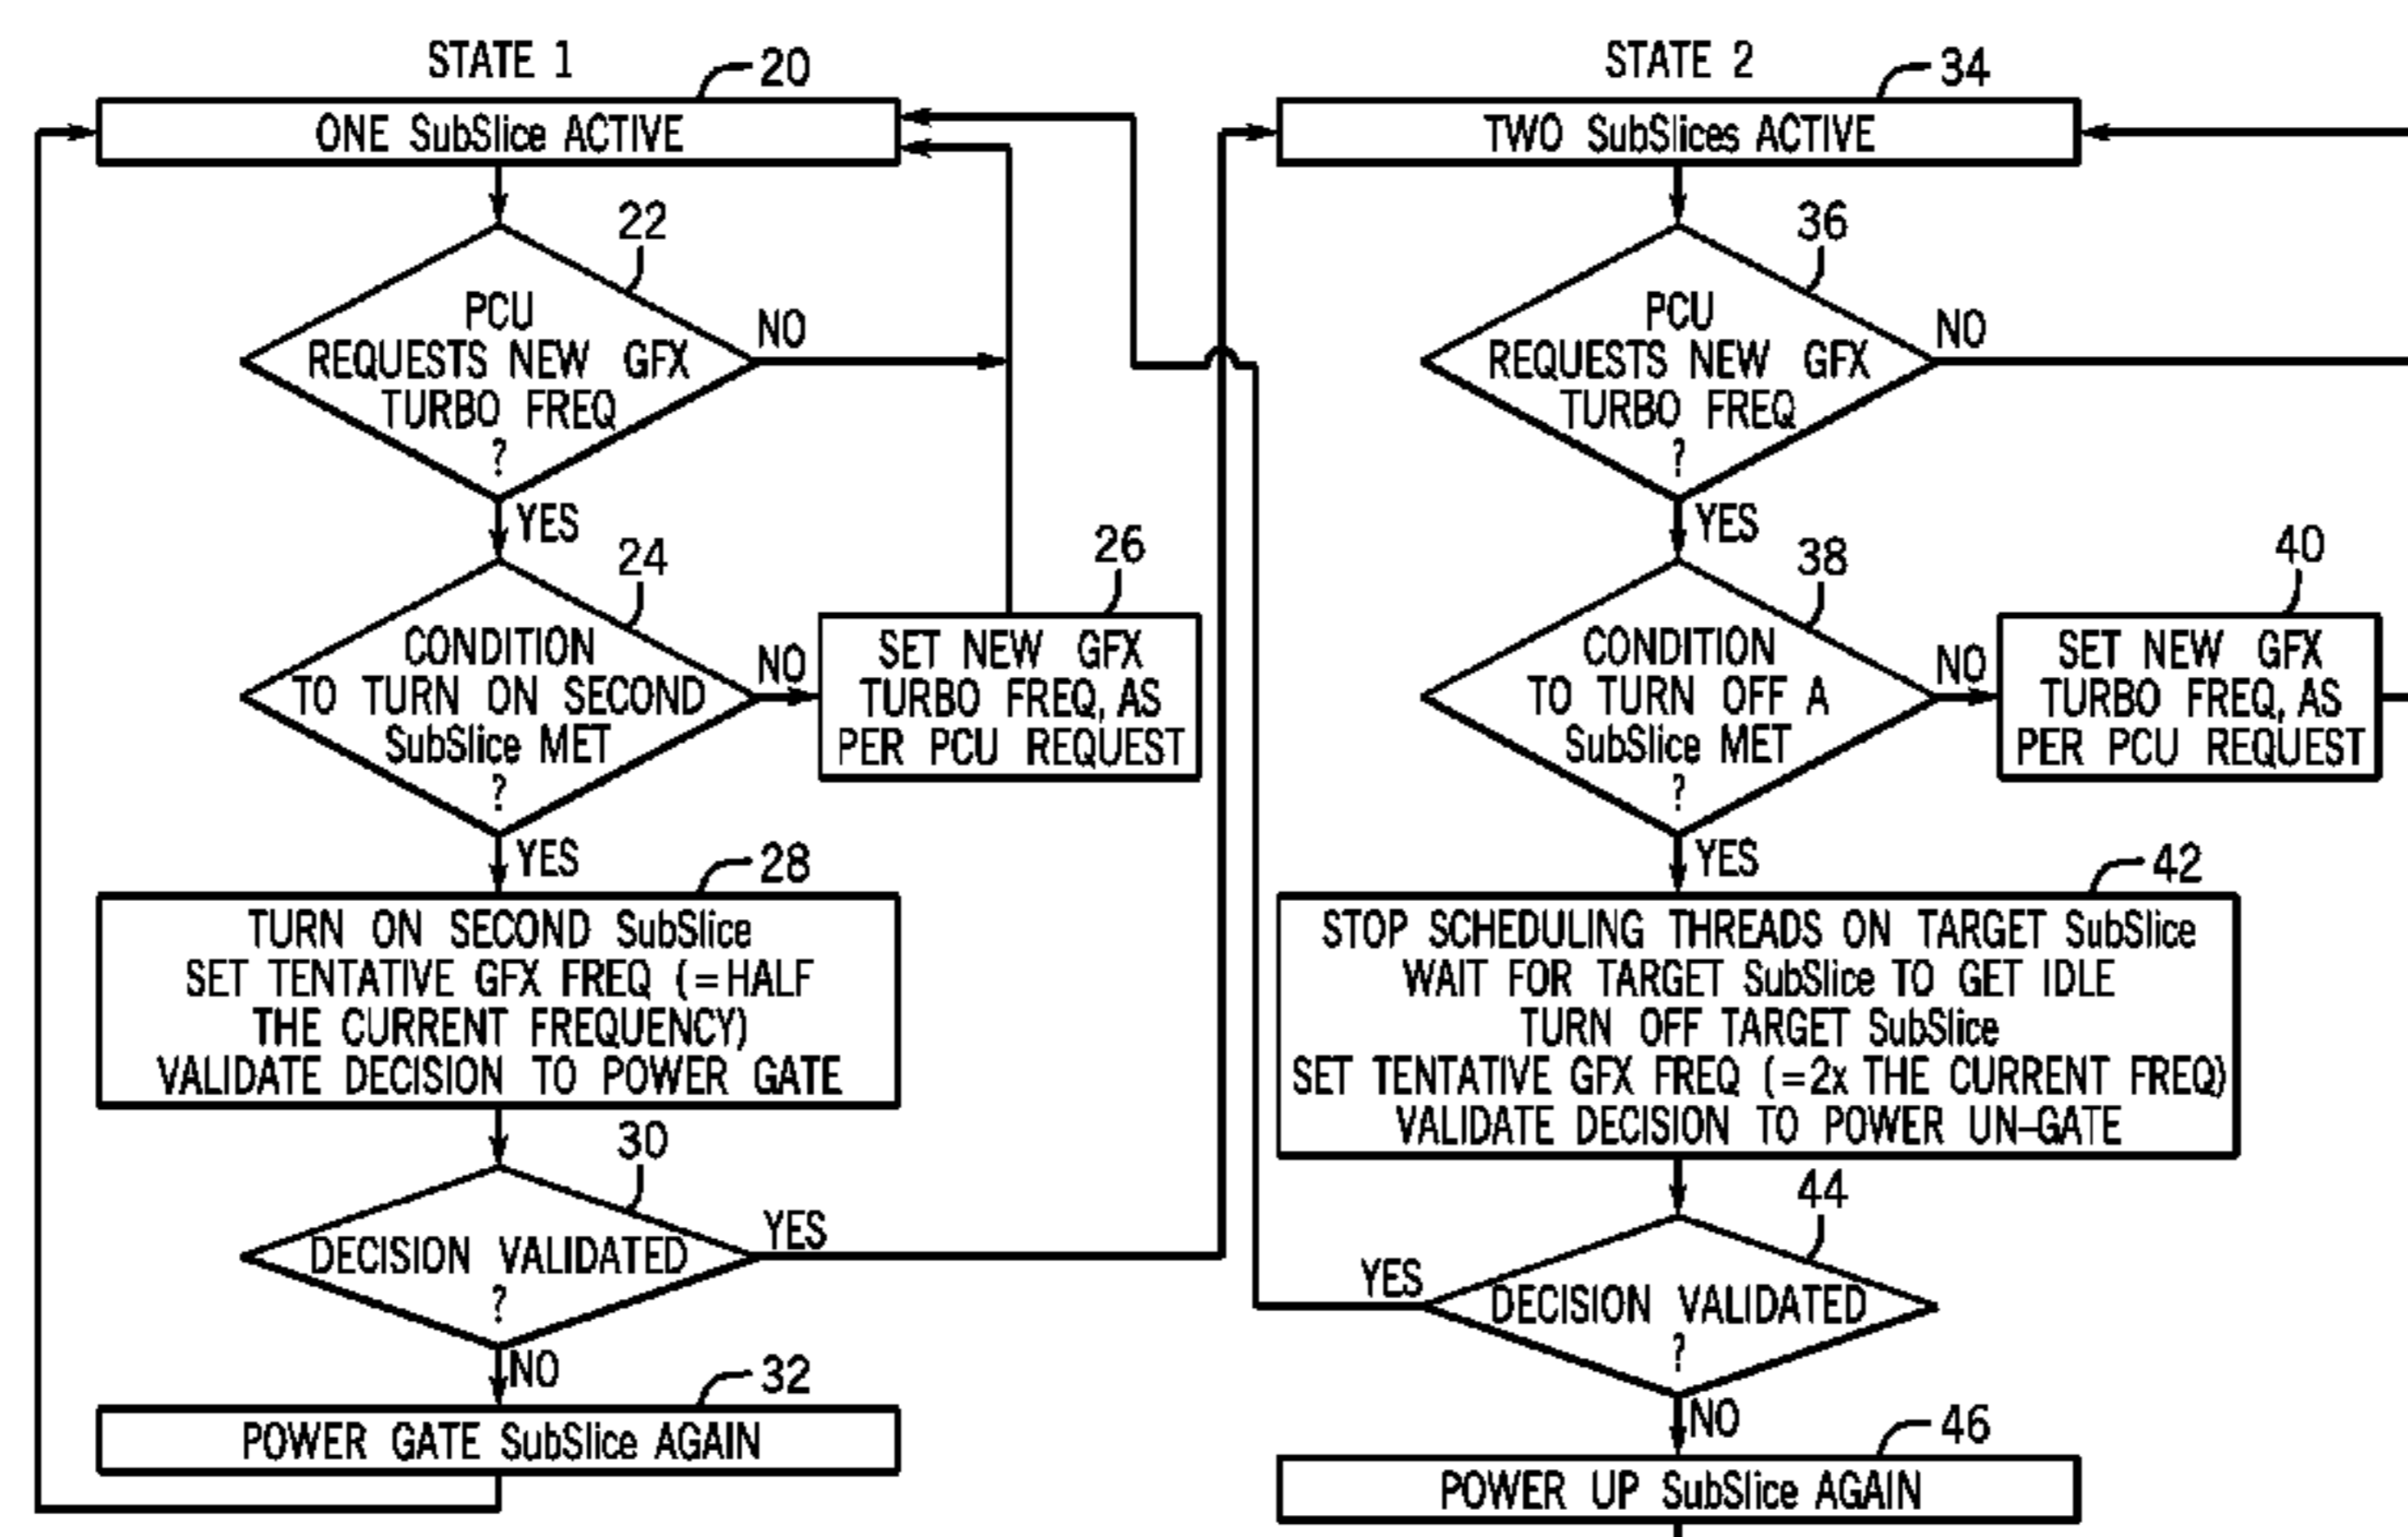 STATE 1
20
ONE SubSlice ACTIVE
22
PCU
REQUESTS NEW GFX
TURBO FREQ
?
NO
YES
24
CONDITION
TO TURN ON SECOND
SubSlice MET
?
NO
26
SET NEW GFX
TURBO FREQ, AS
PER PCU REQUEST
YES
28
TURN ON SECOND SubSlice
SET TENTATIVE GFX FREQ (=HALF
THE CURRENT FREQUENCY)
VALIDATE DECISION TO POWER GATE
30
DECISION VALIDATED
?
YES
NO
32
POWER GATE SubSlice AGAIN
STATE 2
34
TWO SubSlices ACTIVE
36
PCU
REQUESTS NEW GFX
TURBO FREQ
?
NO
YES
38
CONDITION
TO TURN OFF A
SubSlice MET
?
NO
40
SET NEW GFX
TURBO FREQ, AS
PER PCU REQUEST
YES
42
STOP SCHEDULING THREADS ON TARGET SubSlice
WAIT FOR TARGET SubSlice TO GET IDLE
TURN OFF TARGET SubSlice
SET TENTATIVE GFX FREQ (=2x THE CURRENT FREQ)
VALIDATE DECISION TO POWER UN-GATE
44
DECISION VALIDATED
?
YES
NO
46
POWER UP SubSlice AGAIN